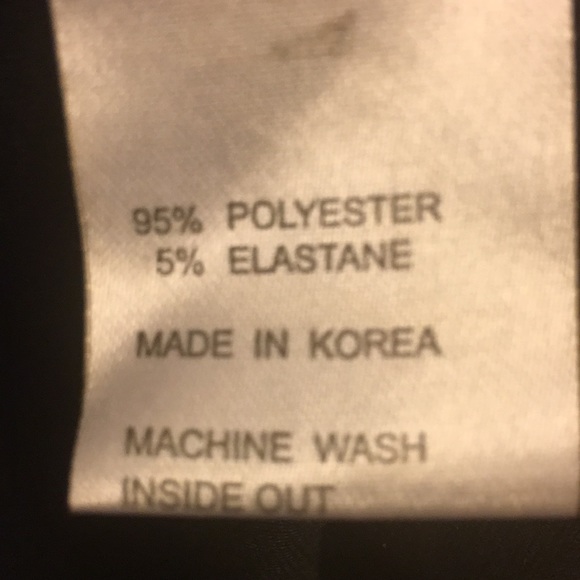 95% POLYESTER
5% ELASTANE
MADE IN KOREA
MACHINE WASH
INSIDE OUT